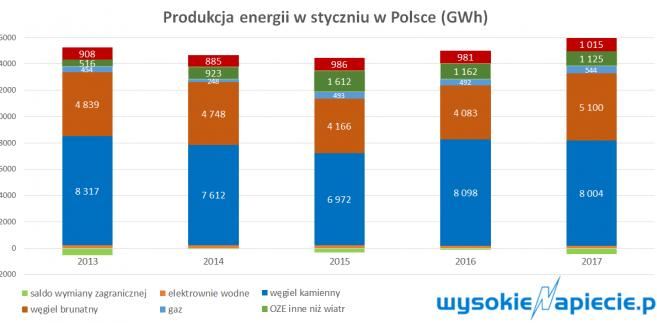 Produkcja energii w styczniu w Polsce (GWh)
908 885 986 981 1 015
516 923 1 612 1 162 1 125
454 248 493 492 544
4 839 4 748 4 166 4 083 5 100
8 317 7 612 6 972 8 098 8 004
0
2013 2014 2015 2016 2017
saldo wymiany zagranicznej elektrownie wodne węgiel kamienny
węgiel brunatny gaz OZE inne niż wiatr
wysokieNapiecie.p